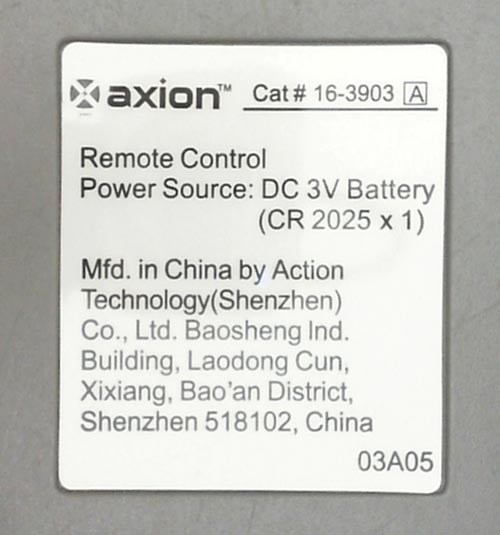 axion™ Cat # 16-3903 A
Remote Control
Power Source: DC 3V Battery
(CR 2025 x 1)
Mfd. in China by Action
Technology(Shenzhen)
Co., Ltd. Baosheng Ind.
Building, Laodong Cun,
Xixiang, Bao'an District,
Shenzhen 518102, China
03A05